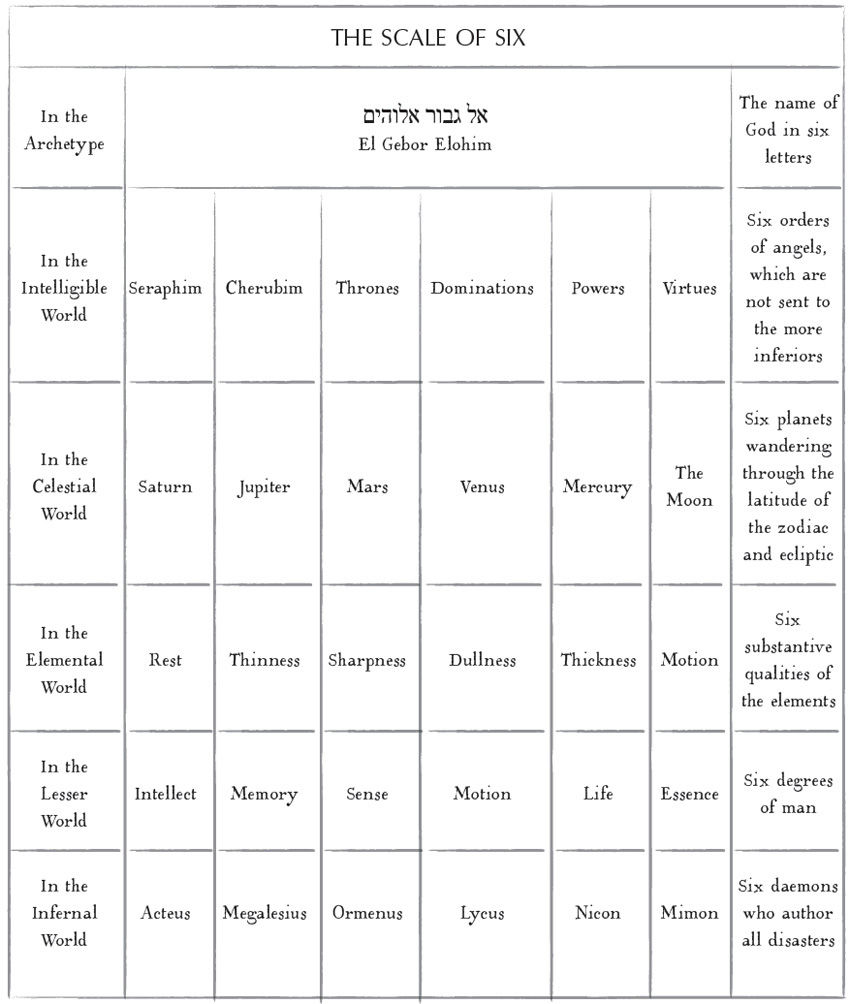 THE SCALE OF SIX
In the
Archetype
אל גבור אלוהים
El Gebor Elohim
The name of
God in six
letters
In the
Intelligible
World
Seraphim
Cherubim
Thrones
Dominations
Powers
Virtues
Six orders
of angels,
which are
not sent to
the more
inferiors
In the
Celestial
World
Saturn
Jupiter
Mars
Venus
Mercury
The
Moon
Six planets
wandering
through the
latitude of
the zodiac
and ecliptic
In the
Elemental
World
Rest
Thinness
Sharpness
Dullness
Thickness
Motion
Six
substantive
qualities of
the elements
In the
Lesser
World
Intellect
Memory
Sense
Motion
Life
Essence
Six degrees
of man
In the
Infernal
World
Acteus
Megalesius
Ormenus
Lycus
Nicon
Mimon
Six daemons
who author
all disasters